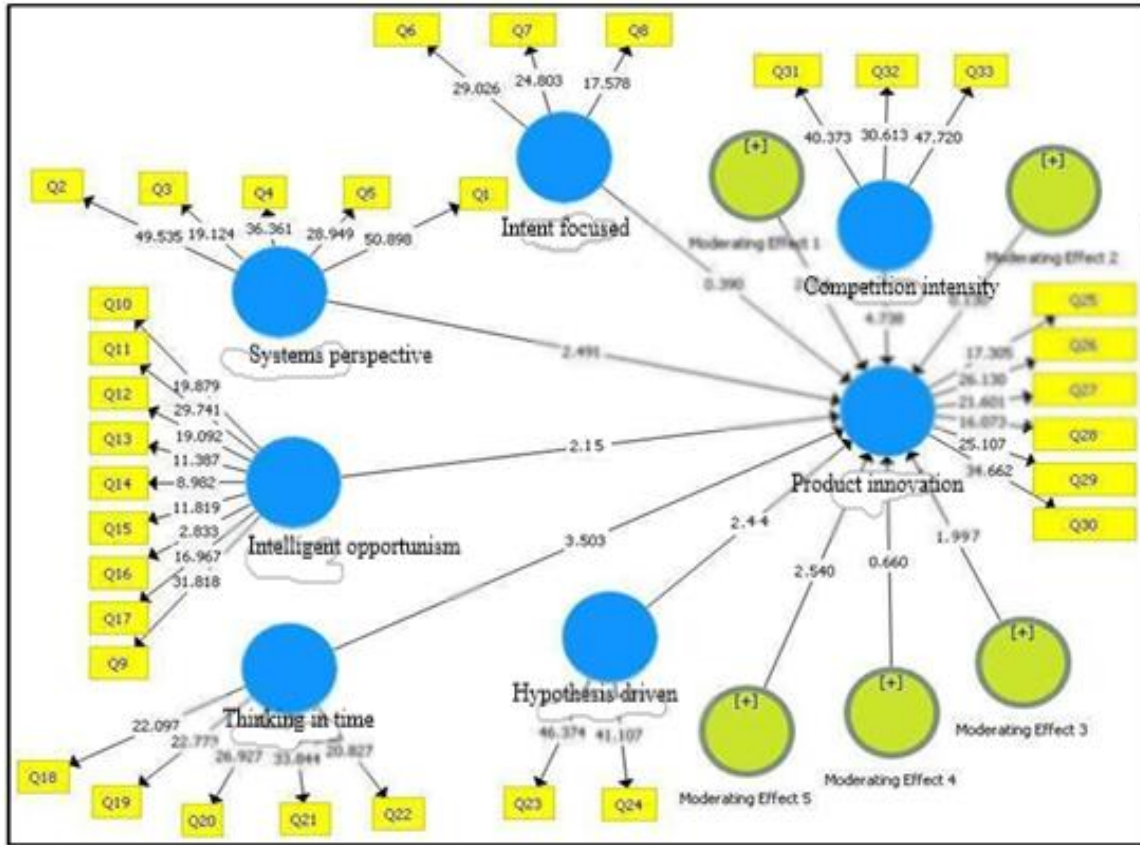 Q6
Q7
Q8
29.026
24.803
17.578
Intent focused
Q31
Q32
Q33
40.373
30.613
47.720
[+]
Moderating Effect 1
[+]
Moderating Effect 2
Competition intensity
Q2
Q3
Q4
Q5
Q1
49.535
19.124
36.361
28.949
50.898
Systems perspective
0.390
4.738
2.491
Q10
Q11
Q12
Q13
Q14
Q15
Q16
Q17
Q9
19.879
29.741
19.092
11.387
8.982
11.819
2.833
16.967
31.818
Intelligent opportunism
2.15
Q25
Q26
Q27
Q28
Q29
Q30
17.305
26.130
21.601
16.073
25.107
34.662
Product innovation
3.503
2.44
2.540
0.660
1.997
Thinking in time
22.097
22.773
26.927
33.844
20.827
Q18
Q19
Q20
Q21
Q22
Hypothesis driven
46.374
41.107
Q23
Q24
[+]
Moderating Effect 5
[+]
Moderating Effect 4
[+]
Moderating Effect 3